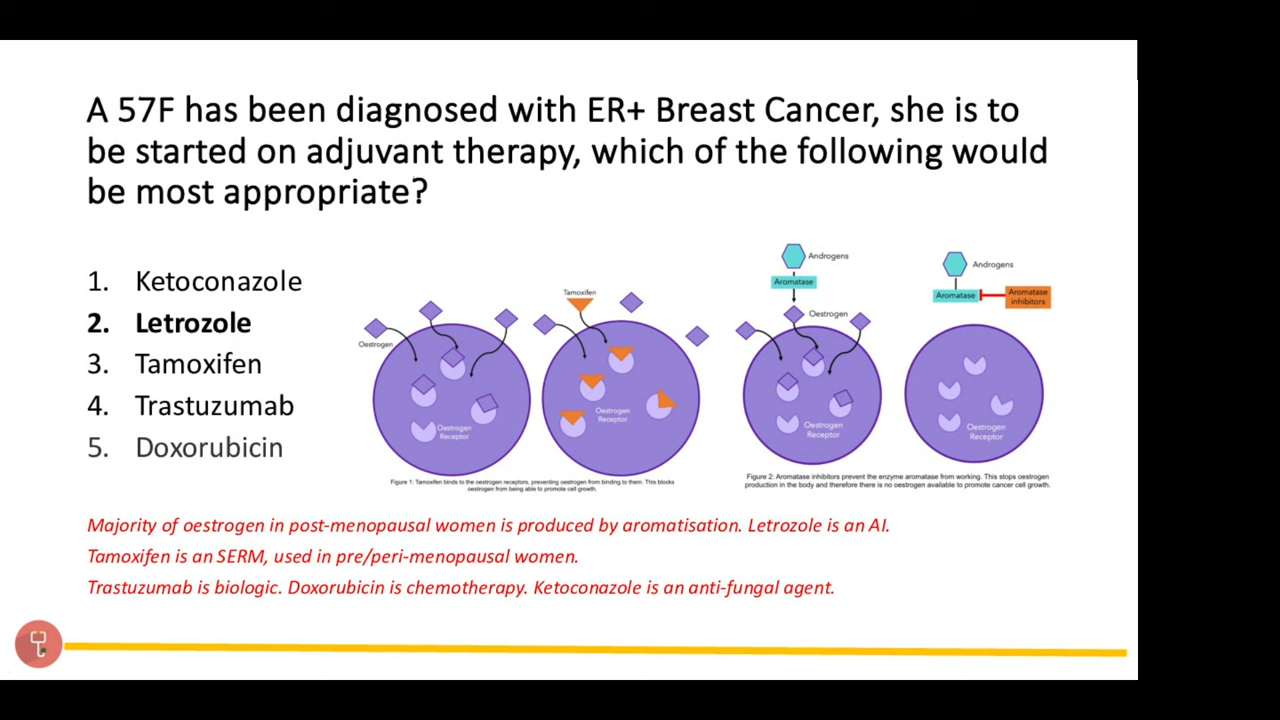 A 57F has been diagnosed with ER+ Breast Cancer, she is to
be started on adjuvant therapy, which of the following would
be most appropriate?
1. Ketoconazole
2. Letrozole
3. Tamoxifen
4. Trastuzumab
5. Doxorubicin
Tamoxifen
Oestrogen
Oestrogen
Receptor
Oestrogen
Receptor
Figure 1: Tamoxifen binds to the oestrogen receptors, preventing oestrogen from binding to them. This blocks
oestrogen from being able to promote cell growth.
Androgens
Aromatase
Oestrogen
Oestrogen
Receptor
Androgens
Aromatase
Aromatase
inhibitors
Oestrogen
Receptor
Figure 2: Aromatase inhibitors prevent the enzyme aromatase from working. This stops oestrogen
production in the body and therefore there is no oestrogen available to promote cancer cell growth.
Majority of oestrogen in post-menopausal women is produced by aromatisation. Letrozole is an AI.
Tamoxifen is an SERM, used in pre/peri-menopausal women.
Trastuzumab is biologic. Doxorubicin is chemotherapy. Ketoconazole is an anti-fungal agent.